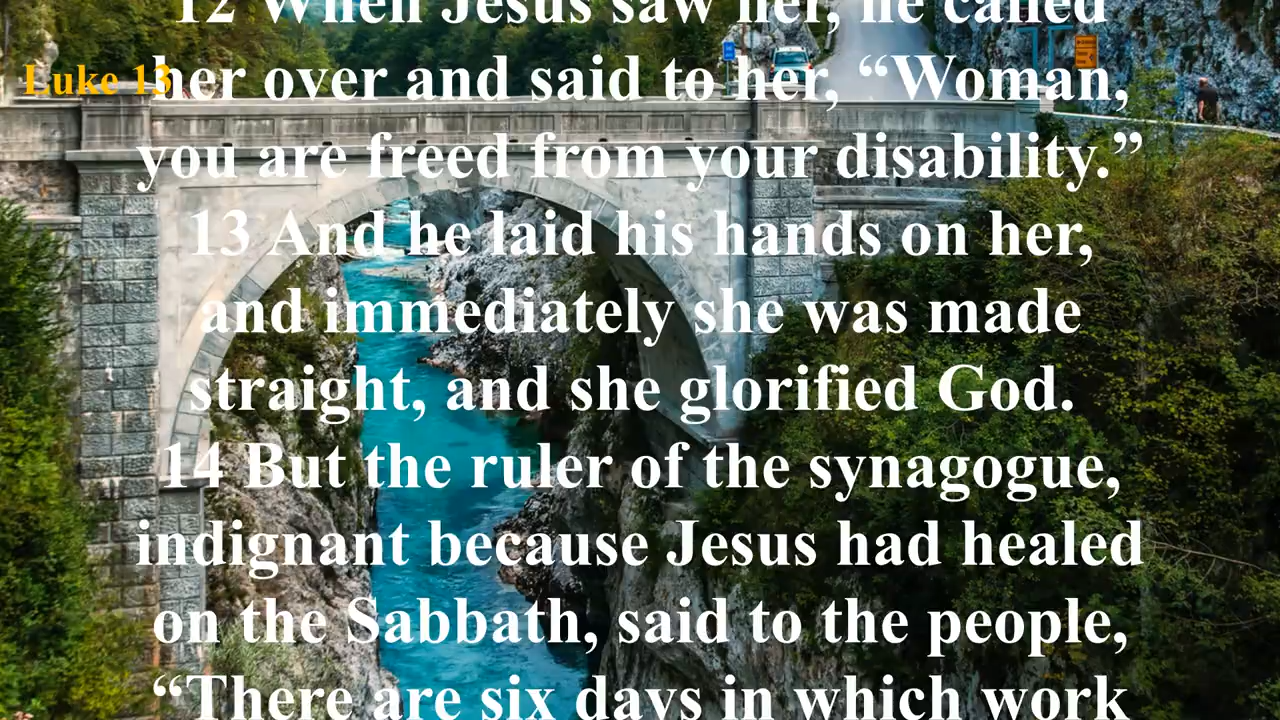 12 When Jesus saw her, he called
Luke 13
her over and said to her, “Woman,
you are freed from your disability.”
13 And he laid his hands on her,
and immediately she was made
straight, and she glorified God.
14 But the ruler of the synagogue,
indignant because Jesus had healed
on the Sabbath, said to the people,
“There are six days in which work